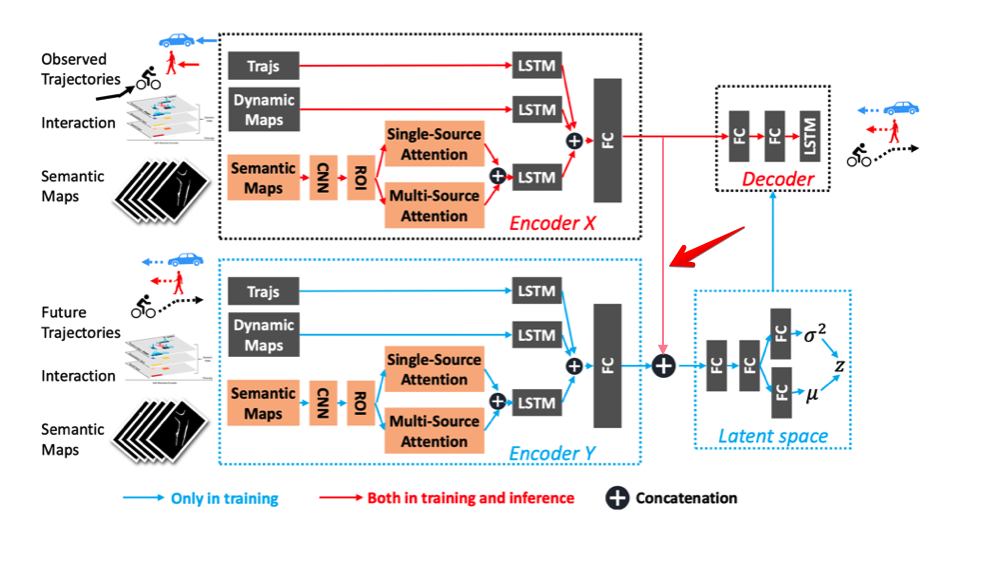 Observed
Trajectories
Interaction
Semantic
Maps
Trajs
LSTM
Dynamic
Maps
LSTM
Single-Source
Attention
Semantic
Maps
CNN
ROI
Multi-Source
Attention
LSTM
FC
Encoder X
FC
FC
LSTM
Decoder
Future
Trajectories
Interaction
Semantic
Maps
Trajs
LSTM
Dynamic
Maps
LSTM
Single-Source
Attention
Semantic
Maps
CNN
ROI
Multi-Source
Attention
LSTM
FC
Encoder Y
FC
FC
FC
σ²
FC
μ
z
Latent space
Only in training
Both in training and inference
Concatenation